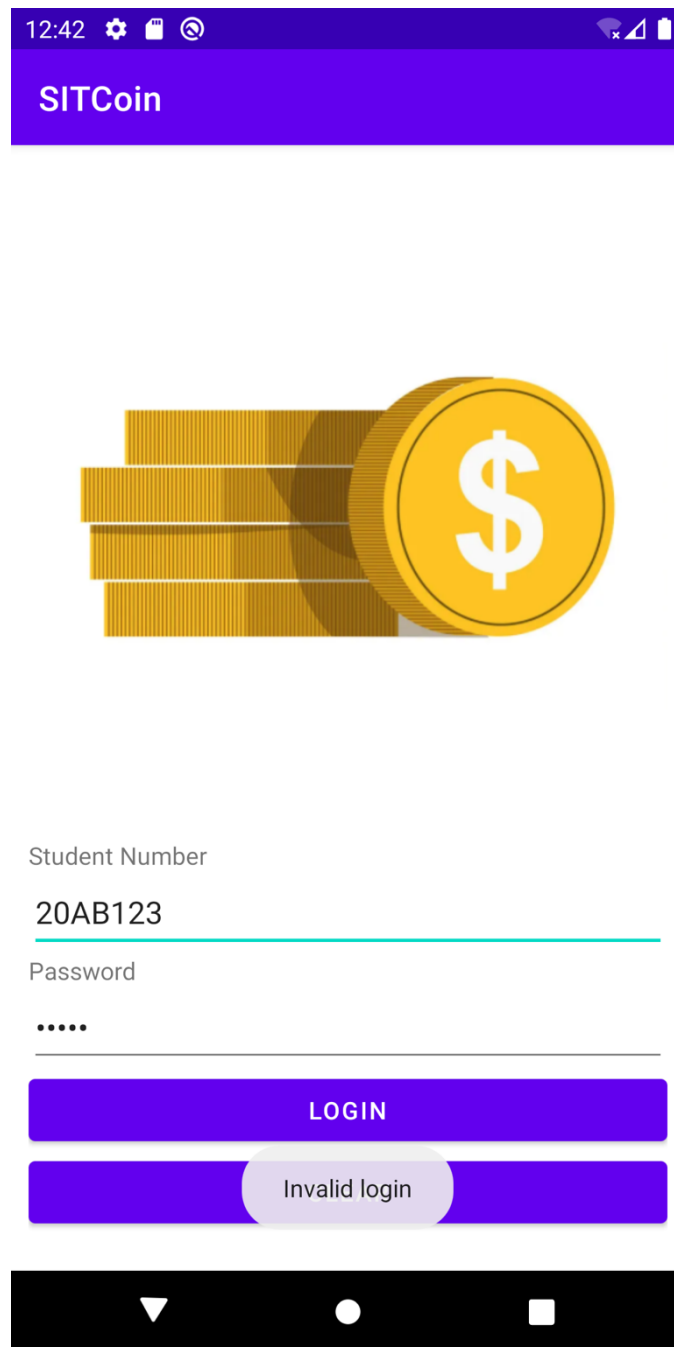 12:42
SITCoin
$
Student Number
20AB123
Password
•••••
LOGIN
Invalid login